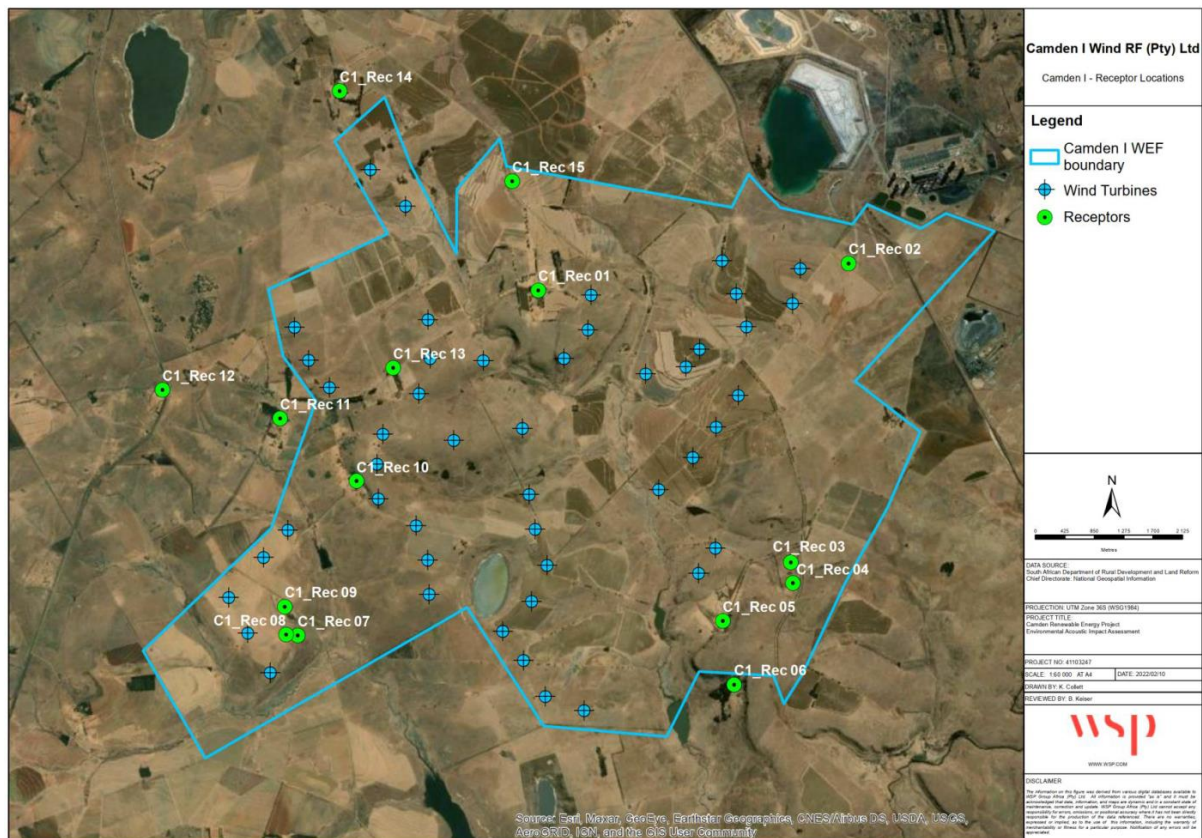 C1_Rec 14
C1_Rec 15
C1_Rec 02
C1_Rec 01
C1_Rec 13
C1_Rec 12
C1_Rec 11
C1_Rec 10
C1_Rec 03
C1_Rec 04
C1_Rec 05
C1_Rec 09
C1_Rec 08
C1_Rec 07
C1_Rec 06
Source: Esri, Maxar, GeoEye, Earthstar Geographics, CNES/Airbus DS, USDA, USGS,
AeroGRID, IGN, and the GIS User Community
Camden I Wind RF (Pty) Ltd
Camden I - Receptor Locations
Legend
Camden I WEF
boundary
Wind Turbines
Receptors
N
0 425 850 1 275 1 700 2 125
Metres
DATA SOURCE:
South African Department of Rural Development and Land Reform
Chief Directorate: National Geospatial Information
PROJECTION: UTM Zone 36S (WSG1984)
PROJECT TITLE:
Camden Renewable Energy Project
Environmental Acoustic Impact Assessment
PROJECT NO: 41103247
SCALE: 1:60 000 AT A4 DATE: 2022/02/10
DRAWN BY: K. Collett
REVIEWED BY: B. Keiser
wsp
WWW.WSP.COM
DISCLAIMER